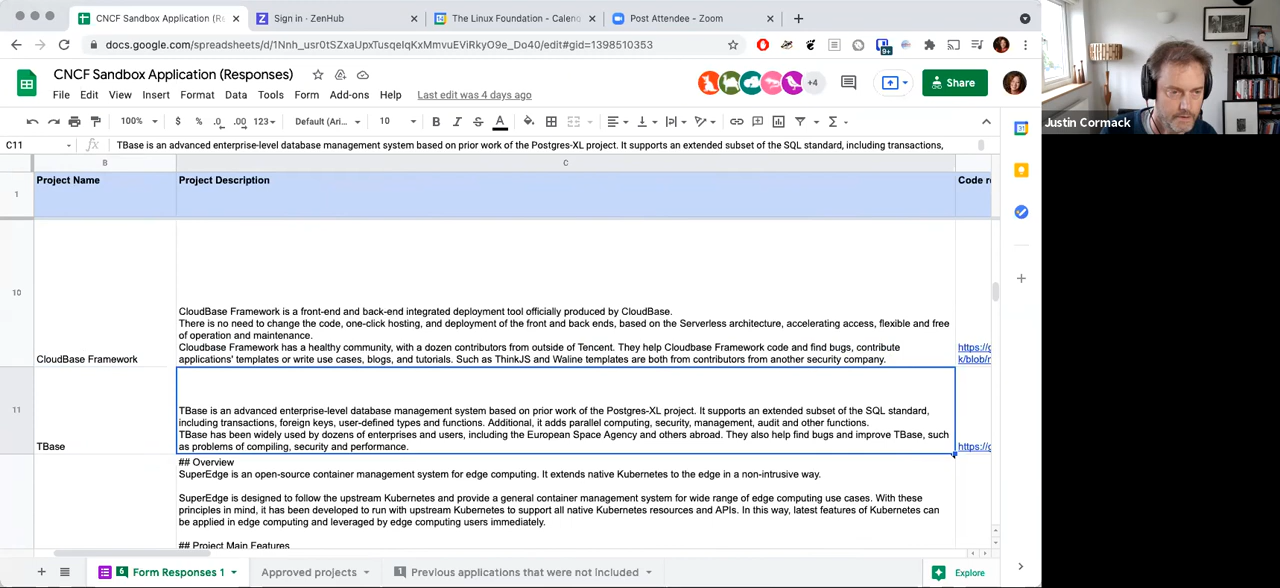 CNCF Sandbox Application (Re
Sign in · ZenHub
The Linux Foundation - Calend
Post Attendee - Zoom
docs.google.com/spreadsheets/d/1Nnh_usr0tSZxaUpxTusqeIqKxMmvuEViRkyO9e_Do40/edit#gid=1398510353
9+
CNCF Sandbox Application (Responses)
+4
Share
File Edit View Insert Format Data Tools Form Add-ons Help Last edit was 4 days ago
100% $ % .0 .00 123 Default (Ari... 10 B I S A
C11 fx TBase is an advanced enterprise-level database management system based on prior work of the Postgres-XL project. It supports an extended subset of the SQL standard, including transactions,
B C
1 Project Name Project Description Code re
10
CloudBase Framework is a front-end and back-end integrated deployment tool officially produced by CloudBase.
There is no need to change the code, one-click hosting, and deployment of the front and back ends, based on the Serverless architecture, accelerating access, flexible and free
of operation and maintenance.
CloudBase Framework has a healthy community, with a dozen contributors from outside of Tencent. They help Cloudbase Framework code and find bugs, contribute
applications' templates or write use cases, blogs, and tutorials. Such as ThinkJS and Waline templates are both from contributors from another security company.
CloudBase Framework
https://g
k/blob/r
11
TBase is an advanced enterprise-level database management system based on prior work of the Postgres-XL project. It supports an extended subset of the SQL standard,
including transactions, foreign keys, user-defined types and functions. Additional, it adds parallel computing, security, management, audit and other functions.
TBase has been widely used by dozens of enterprises and users, including the European Space Agency and others abroad. They also help find bugs and improve TBase, such
as problems of compiling, security and performance.
TBase
https://g
## Overview
SuperEdge is an open-source container management system for edge computing. It extends native Kubernetes to the edge in a non-intrusive way.
SuperEdge is designed to follow the upstream Kubernetes and provide a general container management system for wide range of edge computing use cases. With these
principles in mind, it has been developed to run with upstream Kubernetes to support all native Kubernetes resources and APIs. In this way, latest features of Kubernetes can
be applied in edge computing and leveraged by edge computing users immediately.
## Project Main Features
6 Form Responses 1
Approved projects
1 Previous applications that were not included
Explore
Justin Cormack